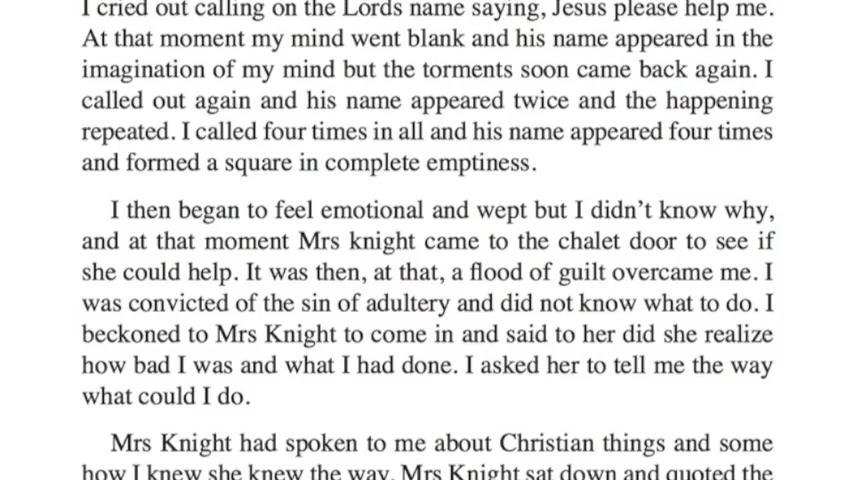 I cried out calling on the Lords name saying, Jesus please help me.
At that moment my mind went blank and his name appeared in the
imagination of my mind but the torments soon came back again. I
called out again and his name appeared twice and the happening
repeated. I called four times in all and his name appeared four times
and formed a square in complete emptiness.
I then began to feel emotional and wept but I didn’t know why,
and at that moment Mrs knight came to the chalet door to see if
she could help. It was then, at that, a flood of guilt overcame me. I
was convicted of the sin of adultery and did not know what to do. I
beckoned to Mrs Knight to come in and said to her did she realize
how bad I was and what I had done. I asked her to tell me the way
what could I do.
Mrs Knight had spoken to me about Christian things and some
how I knew she knew the way. Mrs Knight sat down and quoted the